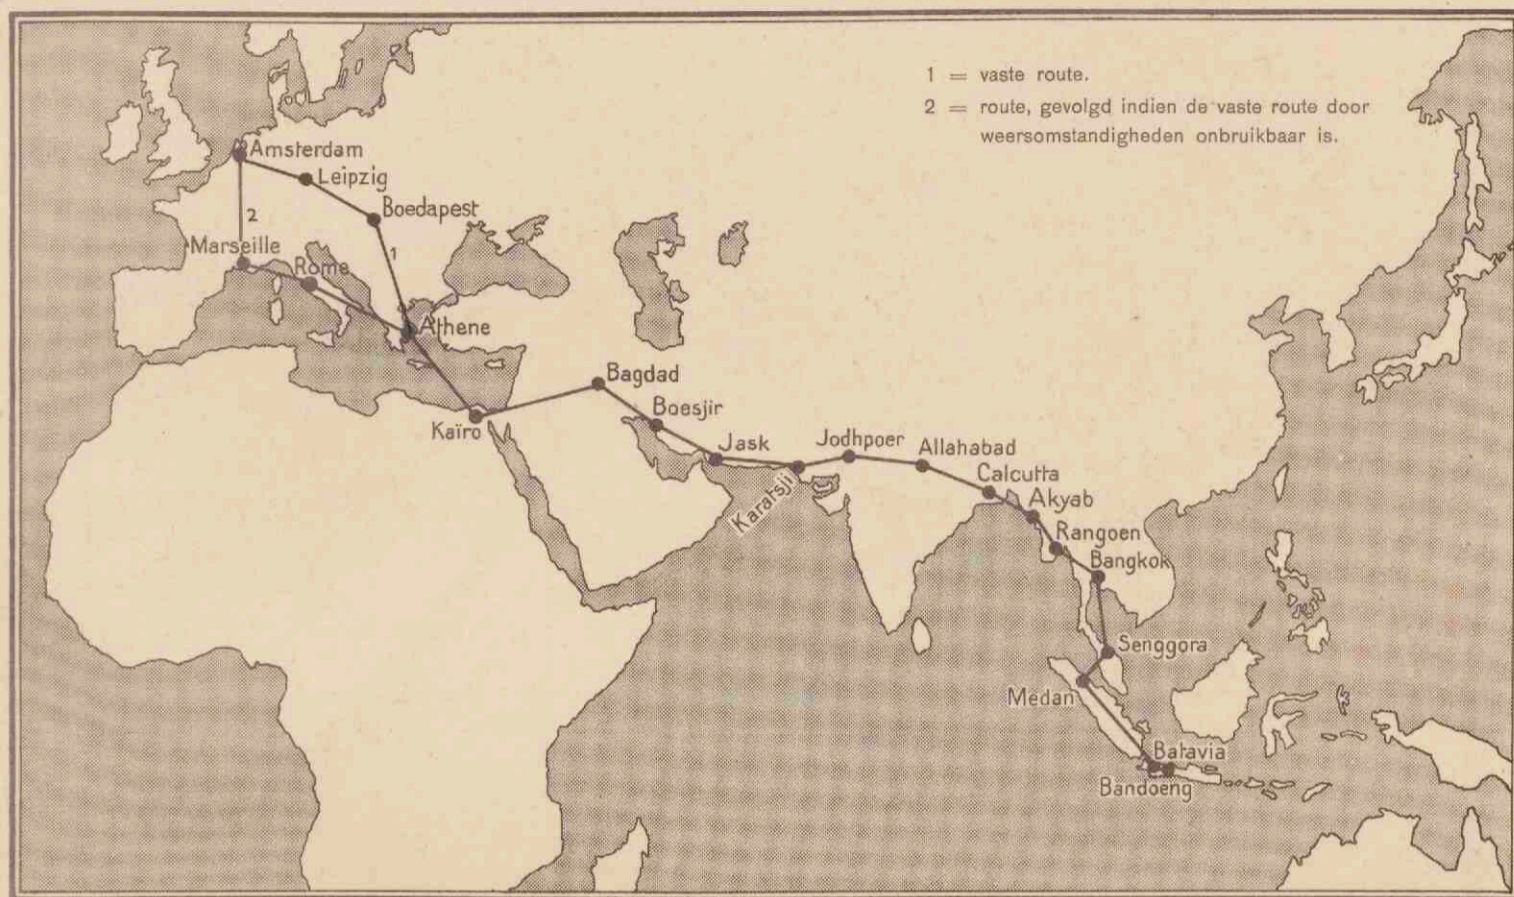 1 = vaste route.
2 = route, gevolgd indien de vaste route door
weersomstandigheden onbruikbaar is.
Amsterdam
Leipzig
2
Boedapest
Marseille
1
Rome
Athene
Bagdad
Kaïro
Boesjir
Jask
Jodhpoer
Allahabad
Karatsji
Calcutta
Akyab
Rangoen
Bangkok
Senggora
Medan
Batavia
Bandoeng